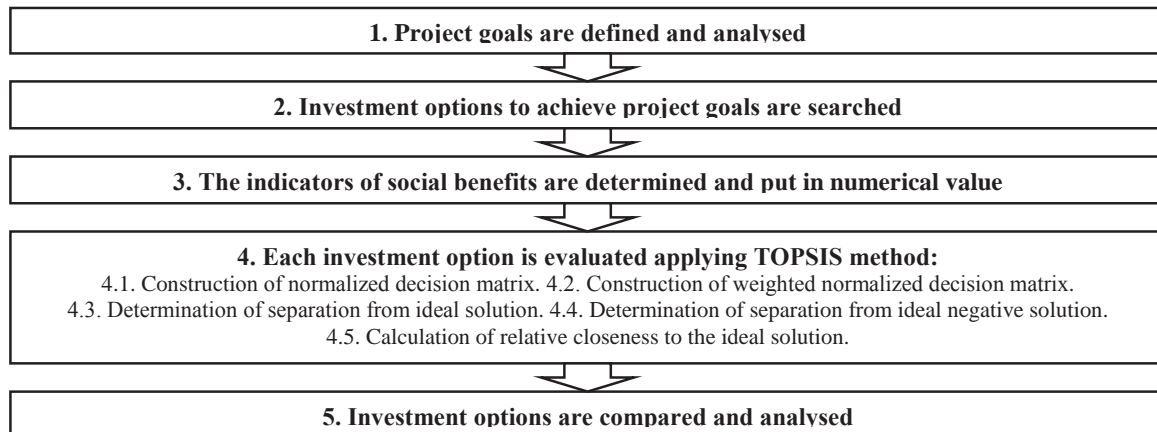 1. Project goals are defined and analysed
2. Investment options to achieve project goals are searched
3. The indicators of social benefits are determined and put in numerical value
4. Each investment option is evaluated applying TOPSIS method:
4.1. Construction of normalized decision matrix. 4.2. Construction of weighted normalized decision matrix.
4.3. Determination of separation from ideal solution. 4.4. Determination of separation from ideal negative solution.
4.5. Calculation of relative closeness to the ideal solution.
5. Investment options are compared and analysed